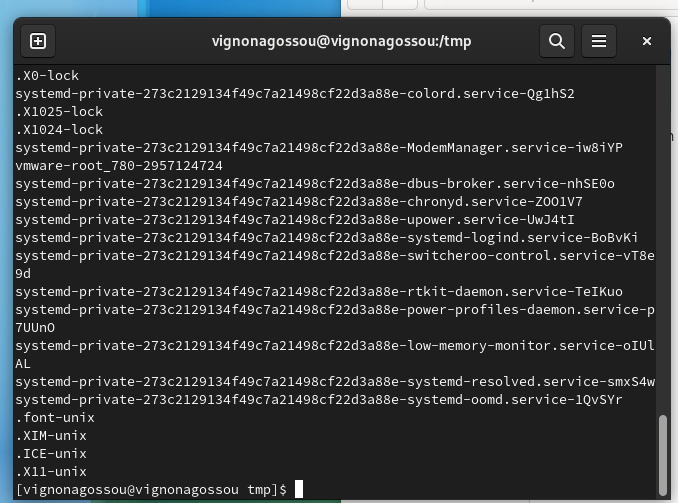 vignonagossou@vignonagossou:/tmp
.X0-lock
systemd-private-273c2129134f49c7a21498cf22d3a88e-colord.service-Qg1hS2
.X1025-lock
.X1024-lock
systemd-private-273c2129134f49c7a21498cf22d3a88e-ModemManager.service-iw8iYP
vmware-root_780-2957124724
systemd-private-273c2129134f49c7a21498cf22d3a88e-dbus-broker.service-nhSE0o
systemd-private-273c2129134f49c7a21498cf22d3a88e-chronyd.service-ZOO1V7
systemd-private-273c2129134f49c7a21498cf22d3a88e-upower.service-UwJ4tI
systemd-private-273c2129134f49c7a21498cf22d3a88e-systemd-logind.service-BoBvKi
systemd-private-273c2129134f49c7a21498cf22d3a88e-switcheroo-control.service-vT8e
9d
systemd-private-273c2129134f49c7a21498cf22d3a88e-rtkit-daemon.service-TeIKuo
systemd-private-273c2129134f49c7a21498cf22d3a88e-power-profiles-daemon.service-p
7UUnO
systemd-private-273c2129134f49c7a21498cf22d3a88e-low-memory-monitor.service-oIUl
AL
systemd-private-273c2129134f49c7a21498cf22d3a88e-systemd-resolved.service-smxS4w
systemd-private-273c2129134f49c7a21498cf22d3a88e-systemd-oomd.service-1QvSYr
.font-unix
.XIM-unix
.ICE-unix
.X11-unix
[vignonagossou@vignonagossou tmp]$